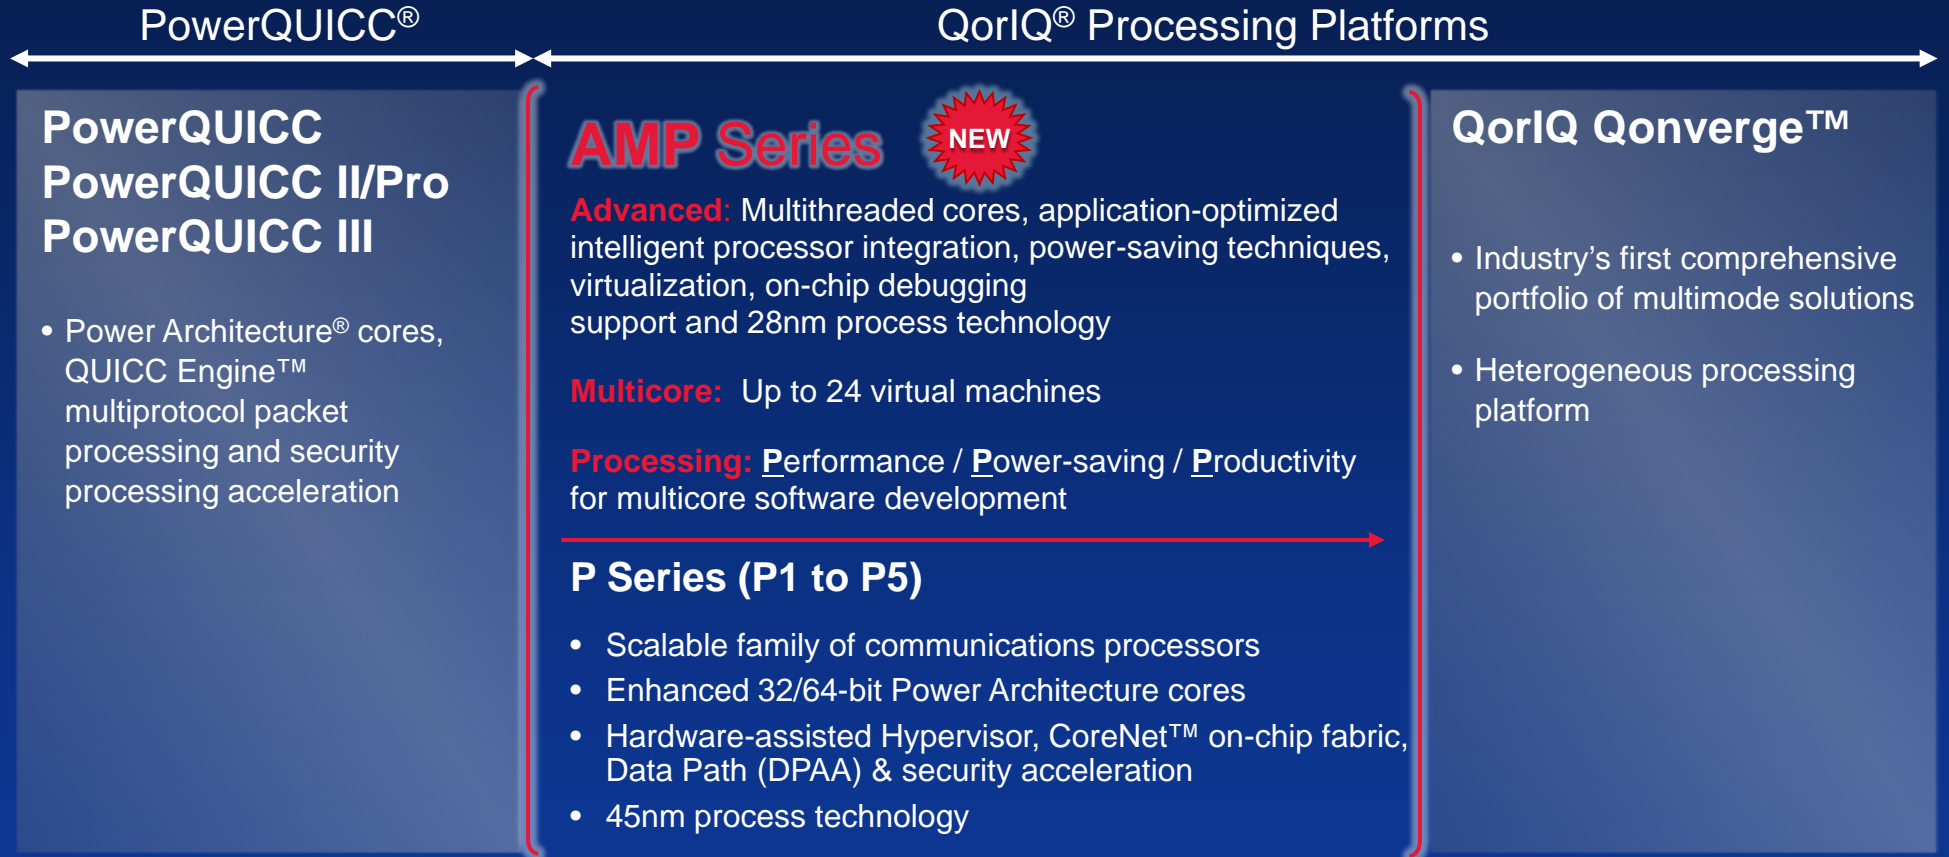 PowerQUICC®
QorIQ® Processing Platforms
PowerQUICC
PowerQUICC II/Pro
PowerQUICC III
• Power Architecture® cores,
QUICC Engine™
multiprotocol packet
processing and security
processing acceleration
AMP Series
NEW
Advanced: Multithreaded cores, application-optimized
intelligent processor integration, power-saving techniques,
virtualization, on-chip debugging
support and 28nm process technology
Multicore: Up to 24 virtual machines
Processing: Performance / Power-saving / Productivity
for multicore software development
P Series (P1 to P5)
• Scalable family of communications processors
• Enhanced 32/64-bit Power Architecture cores
• Hardware-assisted Hypervisor, CoreNet™ on-chip fabric,
Data Path (DPAA) & security acceleration
• 45nm process technology
QorIQ Qonverge™
• Industry’s first comprehensive
portfolio of multimode solutions
• Heterogeneous processing
platform